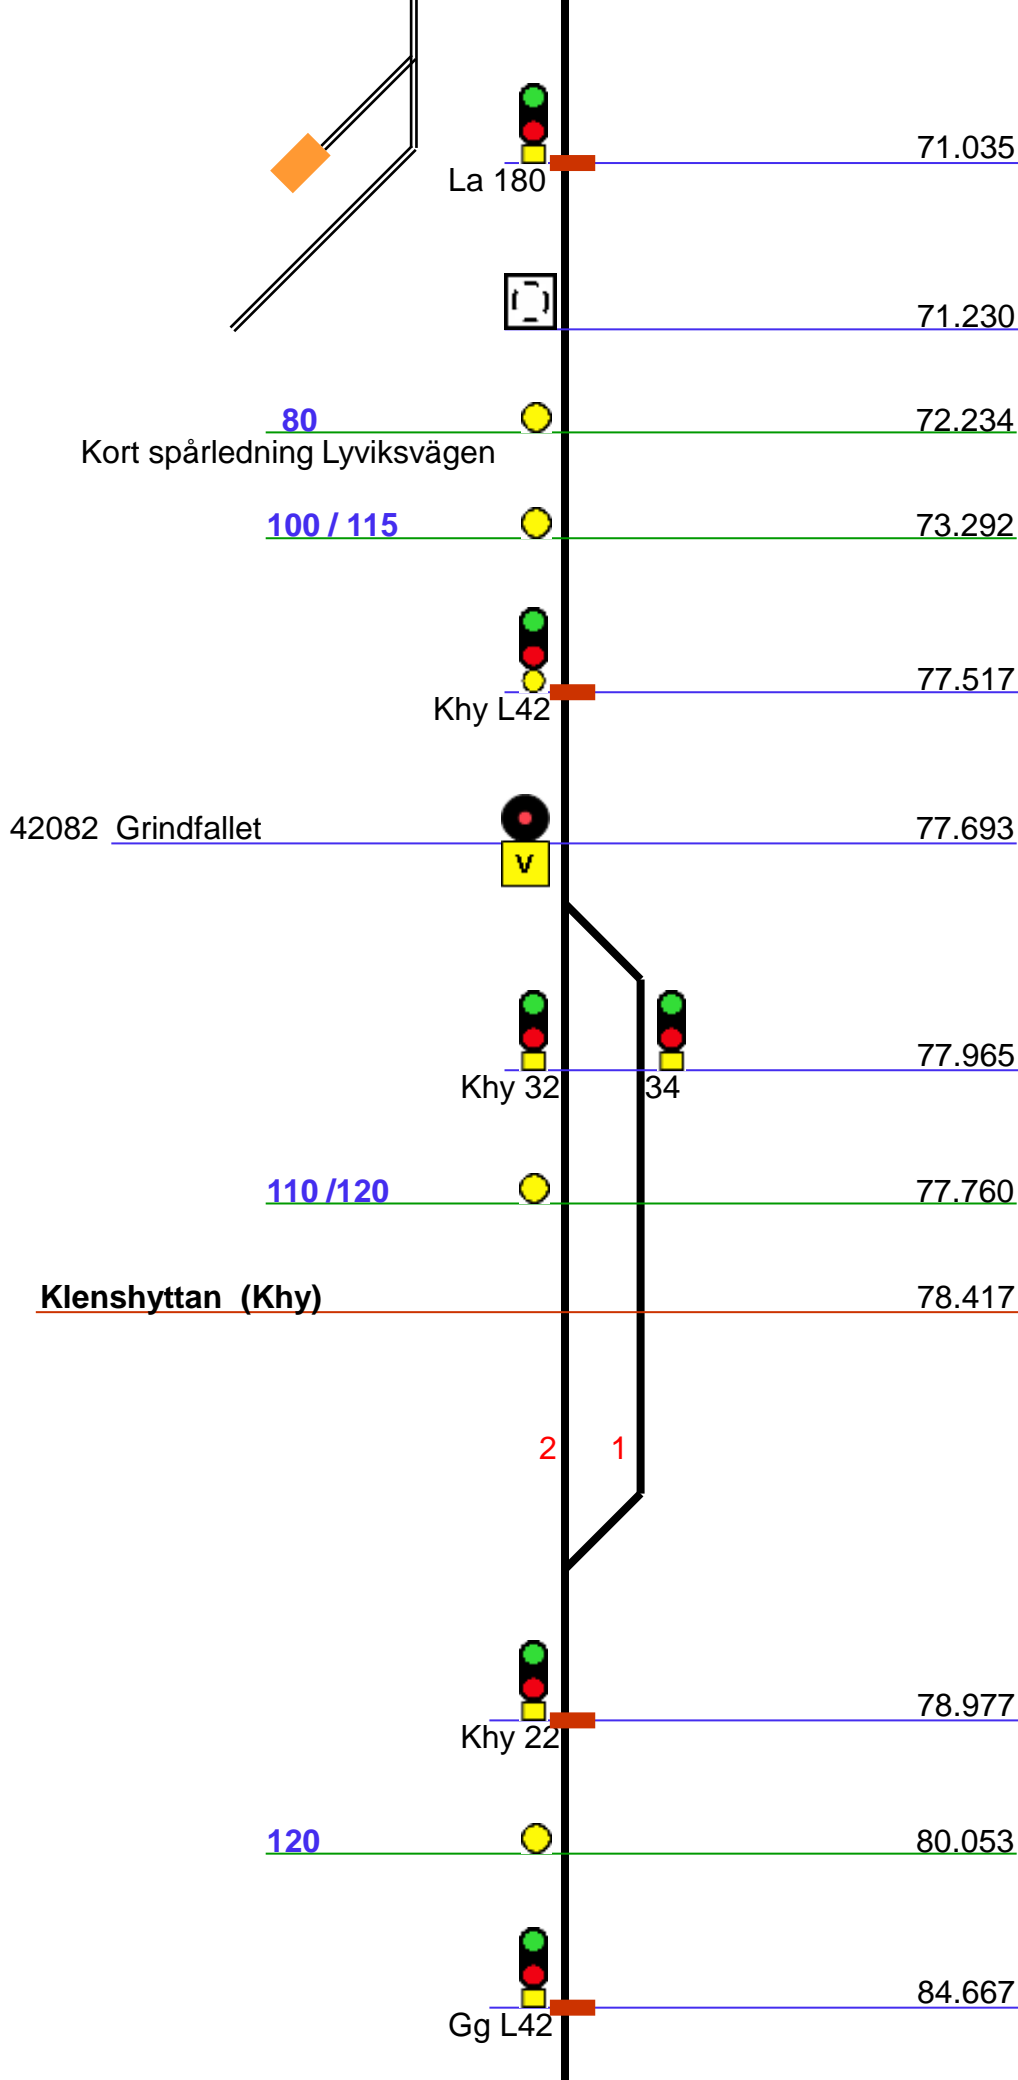 71.035
La 180
71.230
80 72.234
Kort spårledning Lyviksvägen
100 / 115 73.292
77.517
Khy L42
42082 Grindfallet 77.693
V
77.965
Khy 32 34
110 /120 77.760
Klenshyttan (Khy) 78.417
2 1
78.977
Khy 22
120 80.053
84.667
Gg L42